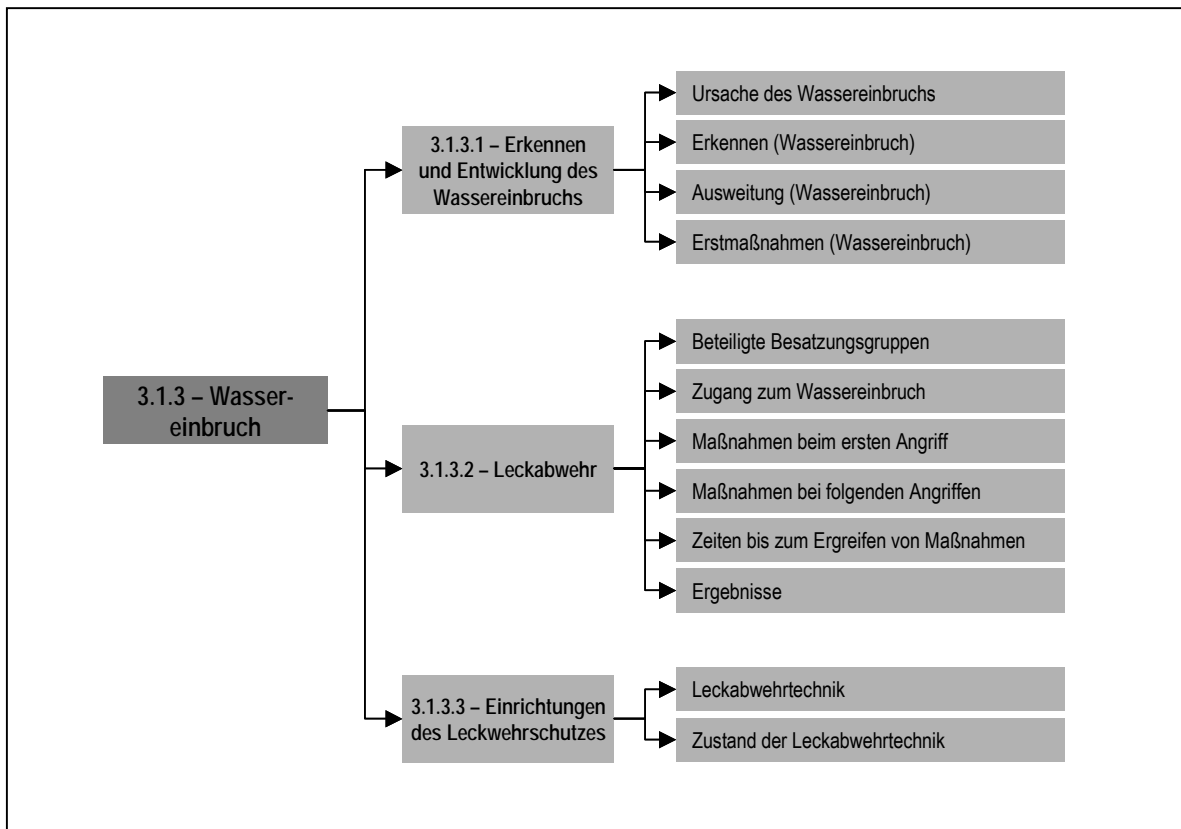 3.1.3 – Wasser-
einbruch
3.1.3.1 – Erkennen
und Entwicklung des
Wassereinbruchs
Ursache des Wassereinbruchs
Erkennen (Wassereinbruch)
Ausweitung (Wassereinbruch)
Erstmaßnahmen (Wassereinbruch)
3.1.3.2 – Leckabwehr
Beteiligte Besatzungsgruppen
Zugang zum Wassereinbruch
Maßnahmen beim ersten Angriff
Maßnahmen bei folgenden Angriffen
Zeiten bis zum Ergreifen von Maßnahmen
Ergebnisse
3.1.3.3 – Einrichtungen
des Leckwehrschutzes
Leckabwehrtechnik
Zustand der Leckabwehrtechnik